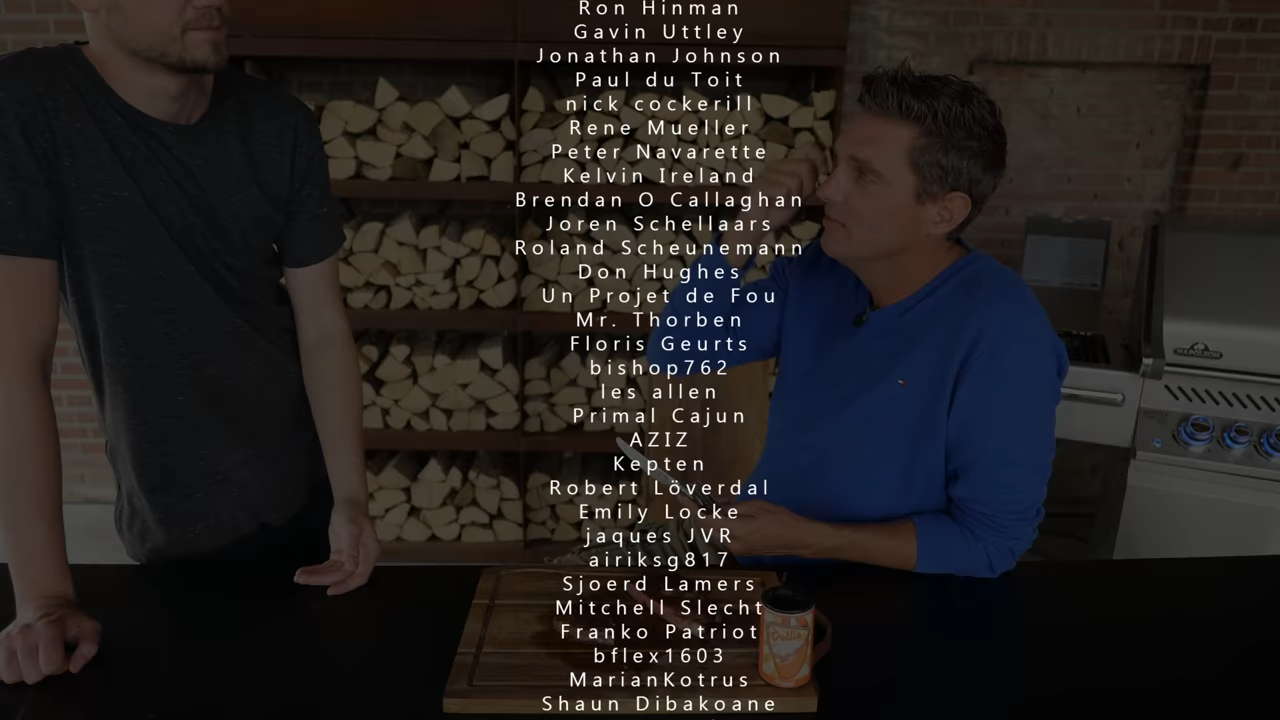 Ron Hinman
Gavin Uttley
Jonathan Johnson
Paul du Toit
nick cockerill
Rene Mueller
Peter Navarette
Kelvin Ireland
Brendan O Callaghan
Joren Schellaars
Roland Scheunemann
Don Hughes
Un Projet de Fou
Mr. Thorben
Floris Geurts
NAPOLEON
bishop762
les allen
Primal Cajun
AZIZ
Kepten
Robert Löverdal
Emily Locke
jaques JVR
airiksg817
Sjoerd Lamers
Mitchell Slecht
Franko Patriot
bflex1603
MarianKotrus
Shaun Dibakoane